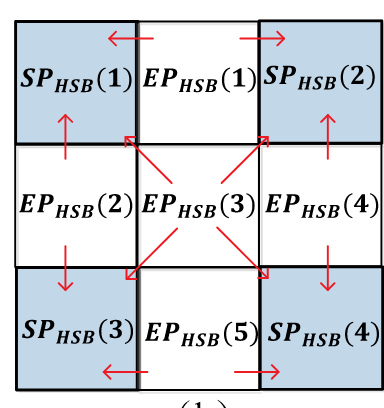 SP_HSB(1) EP_HSB(1) SP_HSB(2)
EP_HSB(2) EP_HSB(3) EP_HSB(4)
SP_HSB(3) EP_HSB(5) SP_HSB(4)